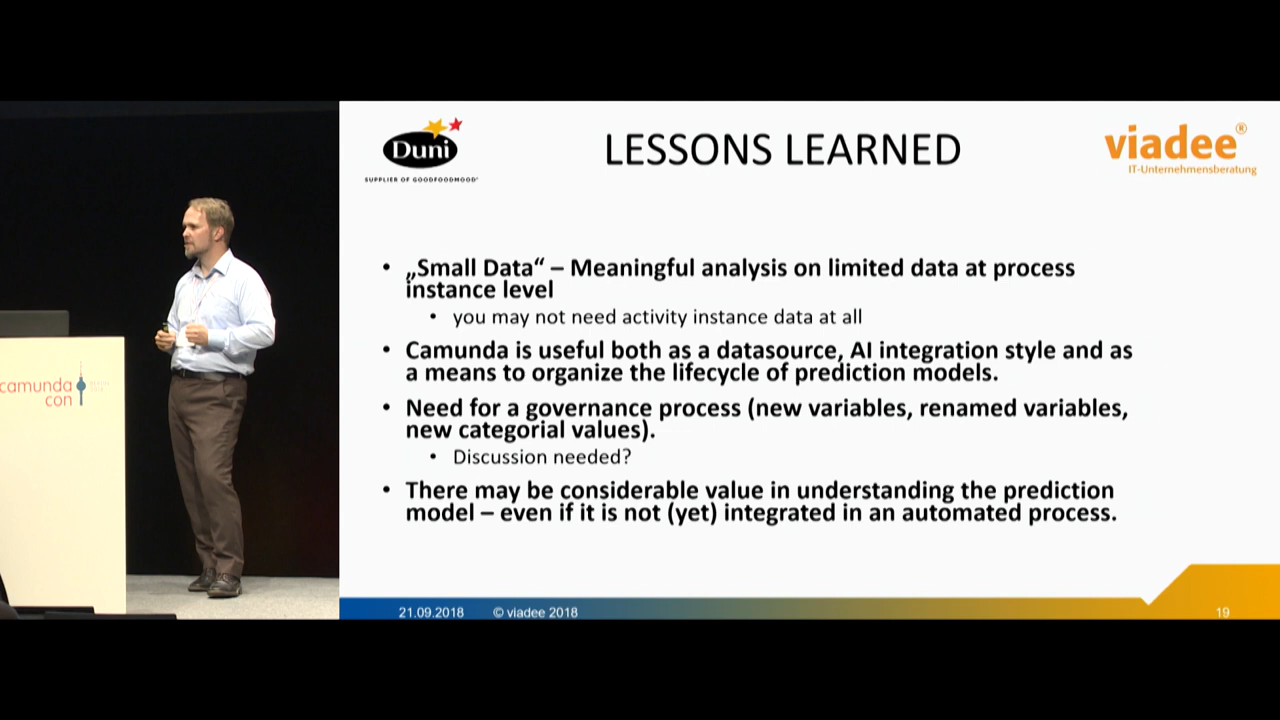 Duni
SUPPLIER OF GOODFOODMOOD®
LESSONS LEARNED
viadee®
IT-Unternehmensberatung
• „Small Data“ – Meaningful analysis on limited data at process
instance level
• you may not need activity instance data at all
• Camunda is useful both as a datasource, AI integration style and as
a means to organize the lifecycle of prediction models.
• Need for a governance process (new variables, renamed variables,
new categorial values).
• Discussion needed?
• There may be considerable value in understanding the prediction
model – even if it is not (yet) integrated in an automated process.
camunda
con
21.09.2018 © viadee 2018 19